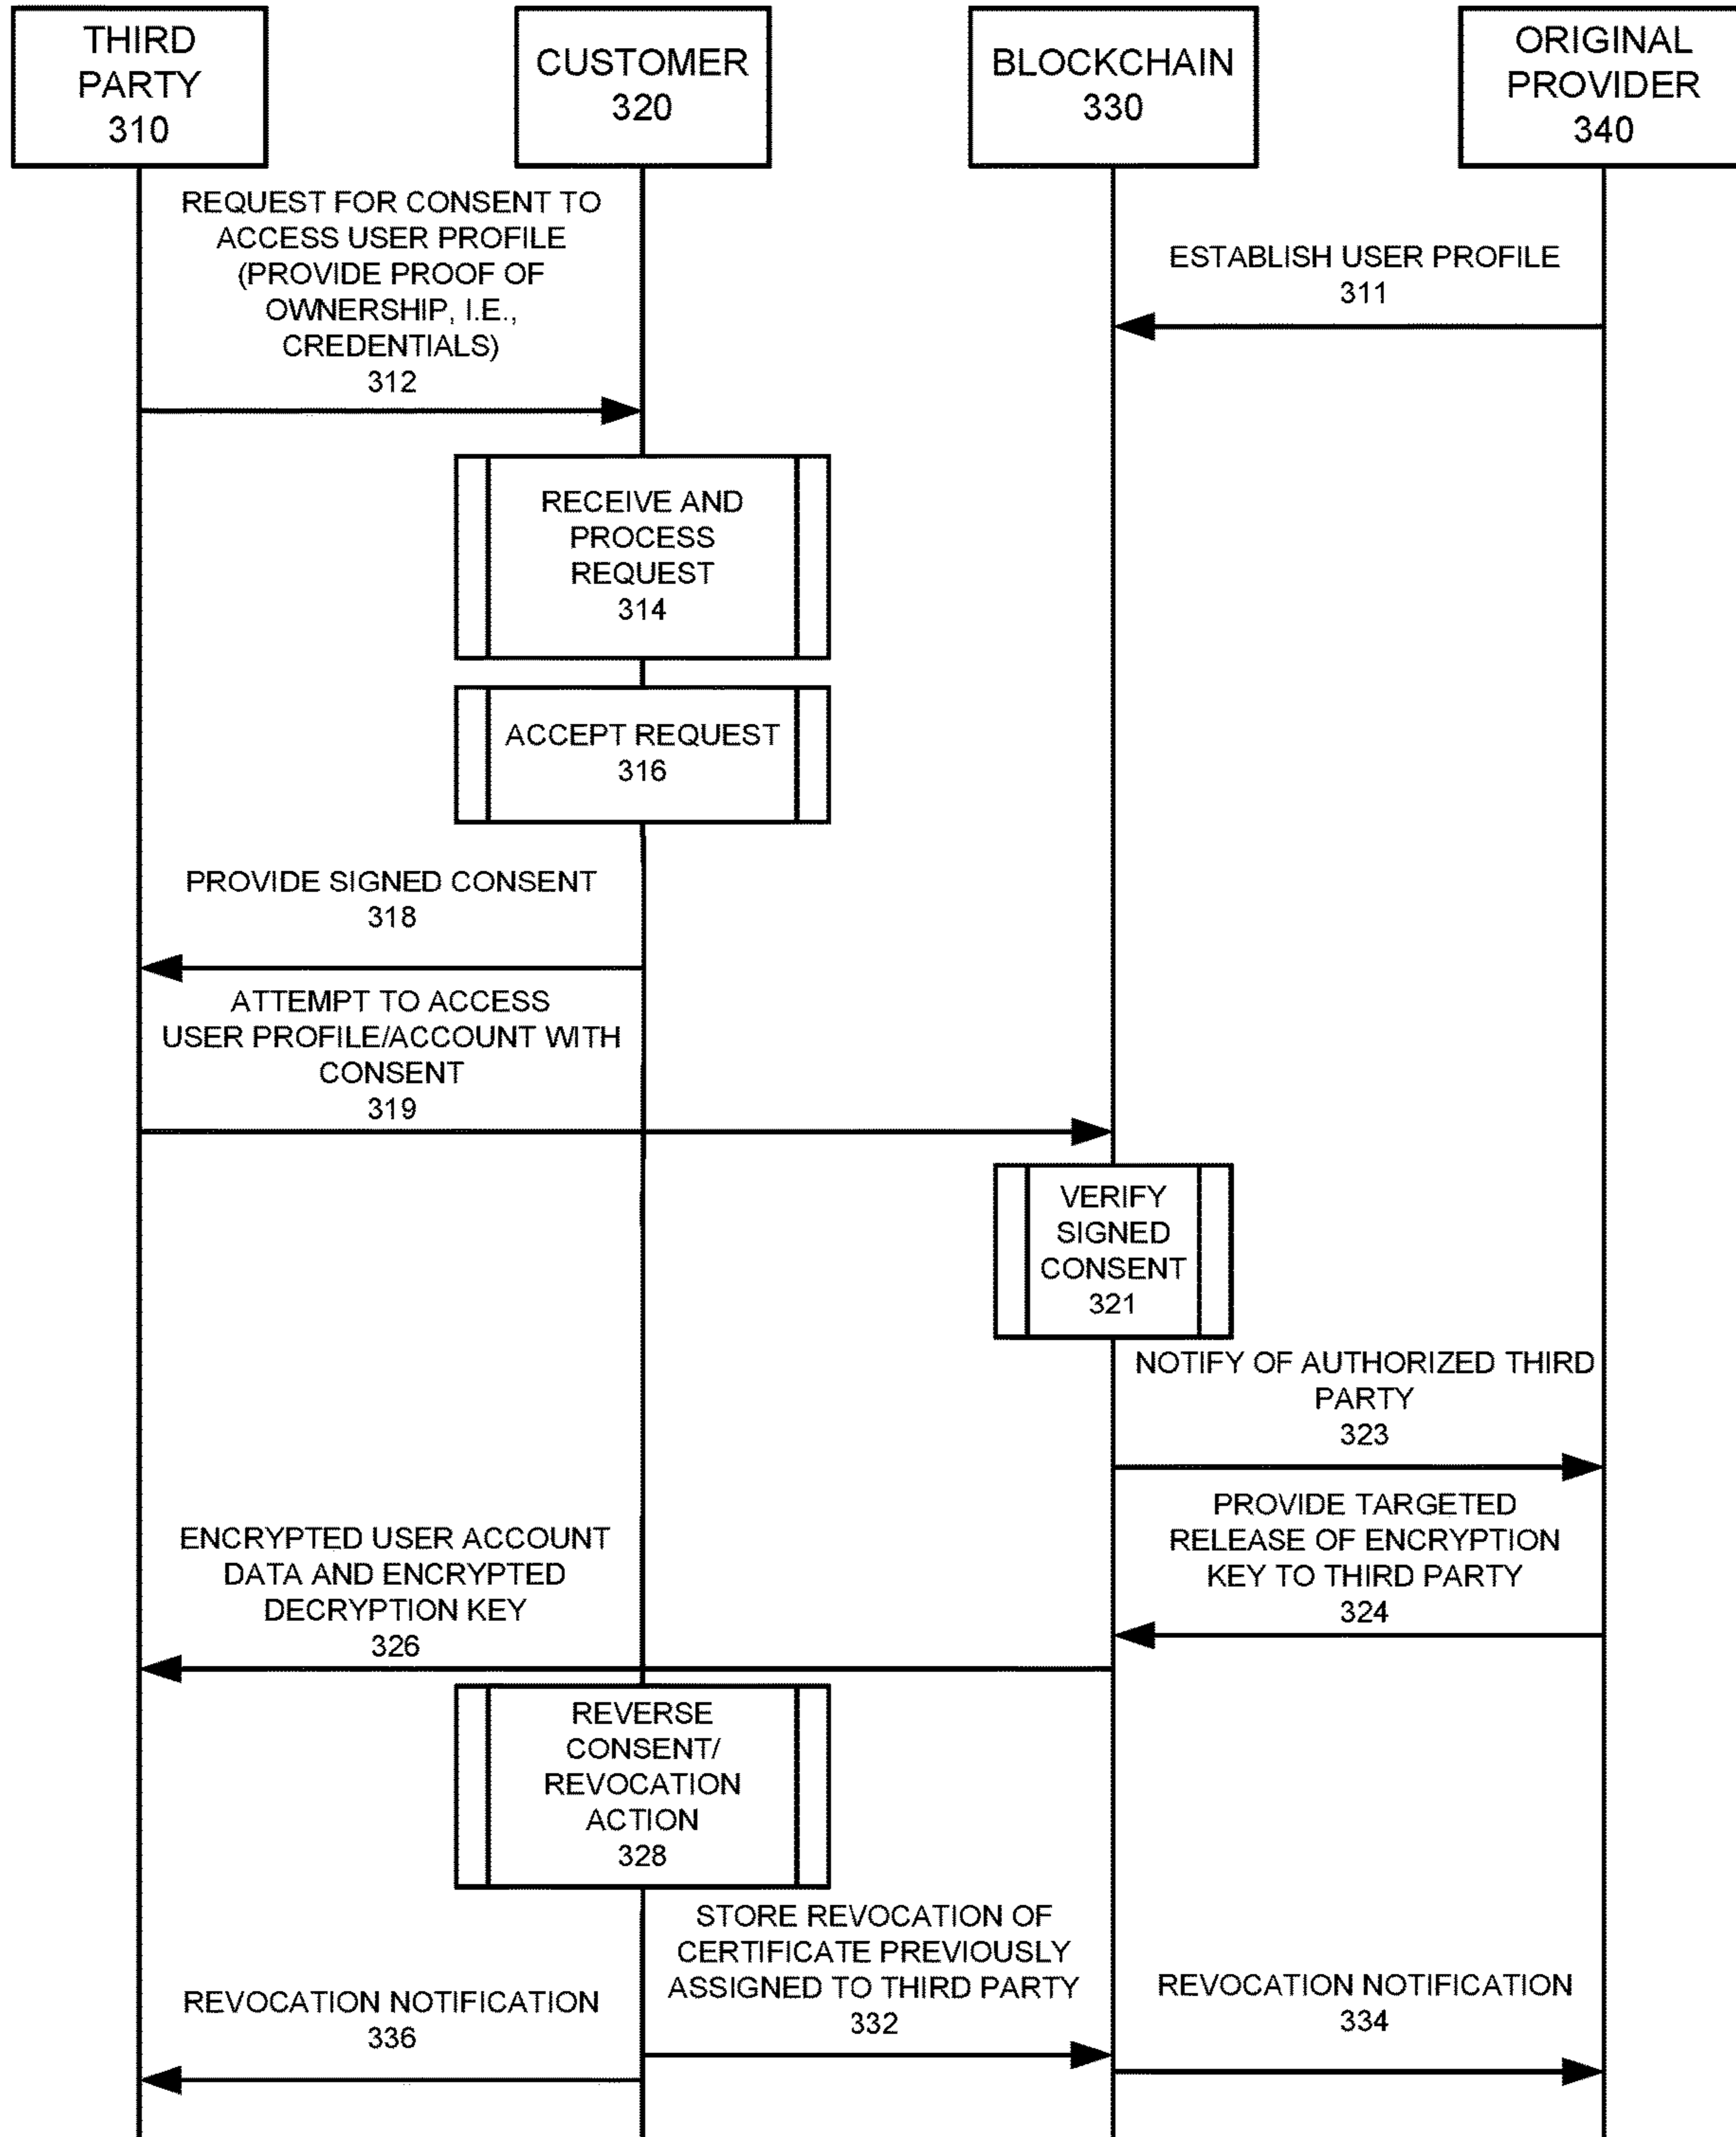 THIRD
PARTY
310
CUSTOMER
320
BLOCKCHAIN
330
ORIGINAL
PROVIDER
340
REQUEST FOR CONSENT TO
ACCESS USER PROFILE
(PROVIDE PROOF OF
OWNERSHIP, I.E.,
CREDENTIALS)
312
ESTABLISH USER PROFILE
311
RECEIVE AND
PROCESS
REQUEST
314
ACCEPT REQUEST
316
PROVIDE SIGNED CONSENT
318
ATTEMPT TO ACCESS
USER PROFILE/ACCOUNT WITH
CONSENT
319
VERIFY
SIGNED
CONSENT
321
NOTIFY OF AUTHORIZED THIRD
PARTY
323
PROVIDE TARGETED
RELEASE OF ENCRYPTION
KEY TO THIRD PARTY
324
ENCRYPTED USER ACCOUNT
DATA AND ENCRYPTED
DECRYPTION KEY
326
REVERSE
CONSENT/
REVOCATION
ACTION
328
STORE REVOCATION OF
CERTIFICATE PREVIOUSLY
ASSIGNED TO THIRD PARTY
332
REVOCATION NOTIFICATION
334
REVOCATION NOTIFICATION
336